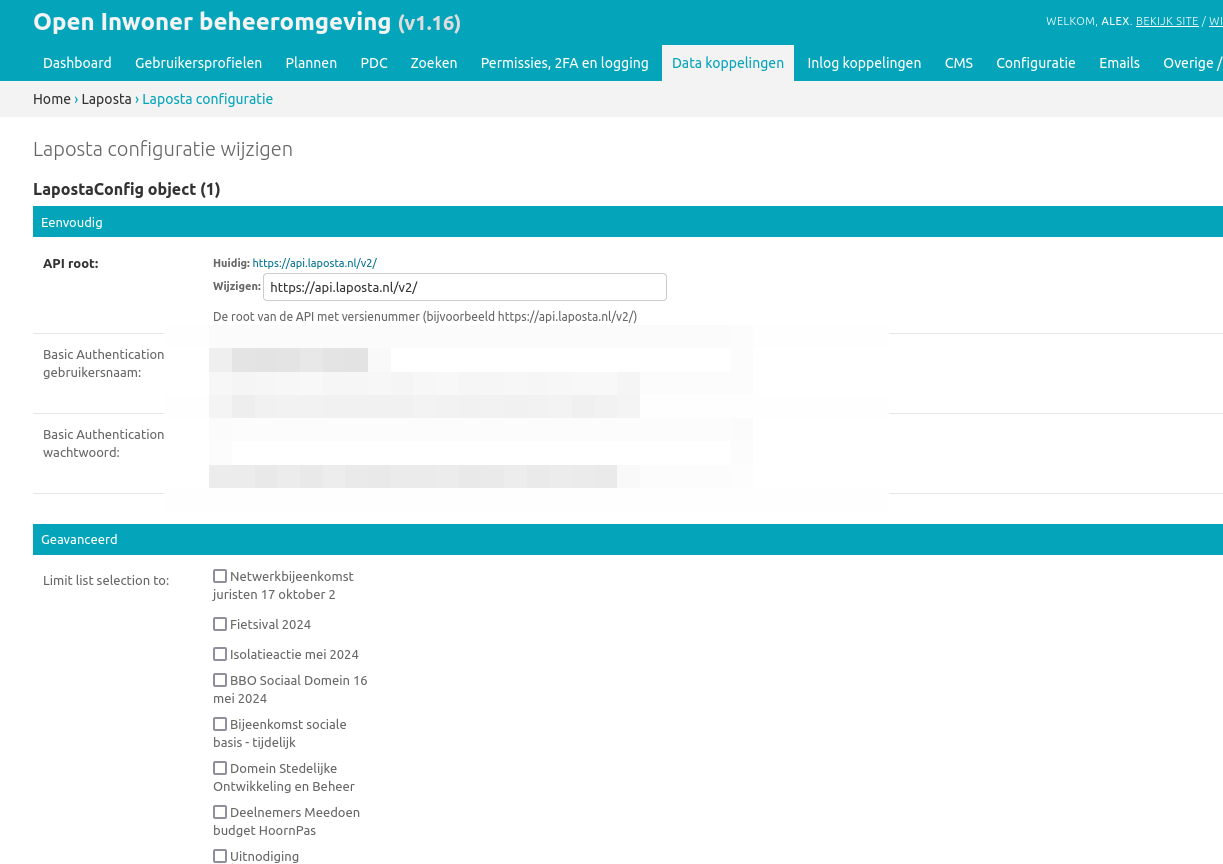 Open Inwoner beheeromgeving (v1.16)
WELKOM, ALEX. BEKIJK SITE / WI
Dashboard Gebruikersprofielen Plannen PDC Zoeken Permissies, 2FA en logging Data koppelingen Inlog koppelingen CMS Configuratie Emails Overige /
Home › Laposta › Laposta configuratie
Laposta configuratie wijzigen
LapostaConfig object (1)
Eenvoudig
API root:
Huidig: https://api.laposta.nl/v2/
Wijzigen: https://api.laposta.nl/v2/
De root van de API met versienummer (bijvoorbeeld https://api.laposta.nl/v2/)
Basic Authentication
gebruikersnaam:
Basic Authentication
wachtwoord:
Geavanceerd
Limit list selection to:
Netwerkbijeenkomst
juristen 17 oktober 2
Fietsival 2024
Isolatieactie mei 2024
BBO Sociaal Domein 16
mei 2024
Bijeenkomst sociale
basis - tijdelijk
Domein Stedelijke
Ontwikkeling en Beheer
Deelnemers Meedoen
budget HoornPas
Uitnodiging